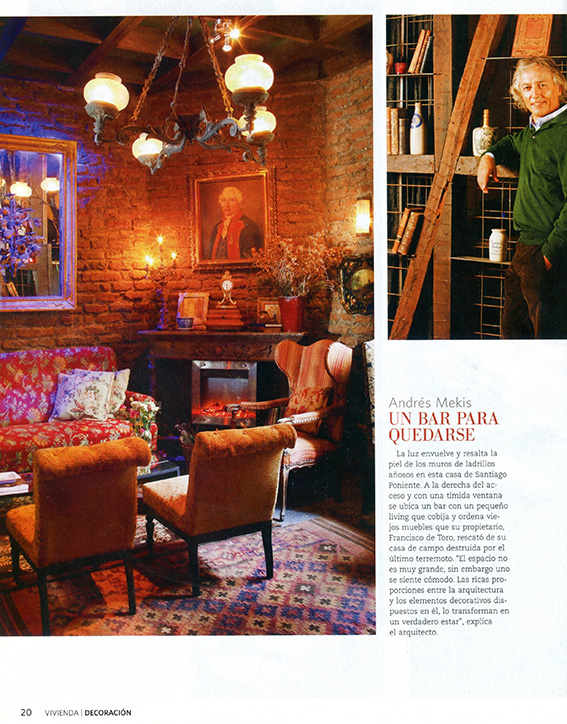 Andrés Mekis
UN BAR PARA
QUEDARSE
La luz envuelve y resalta la
piel de los muros de ladrillos
añosos en esta casa de Santiago
Poniente. A la derecha del ac-
ceso y con una tímida ventana
se ubica un bar con un pequeño
living que cobija y ordena vie-
jos muebles que su propietario,
Francisco de Toro, rescató de su
casa de campo destruida por el
último terremoto. "El espacio no
es muy grande, sin embargo uno
se siente cómodo. Las ricas pro-
porciones entre la arquitectura
y los elementos decorativos dis-
puestos en él, lo transforman en
un verdadero estar", explica
el arquitecto.
20 VIVIENDA | DECORACIÓN